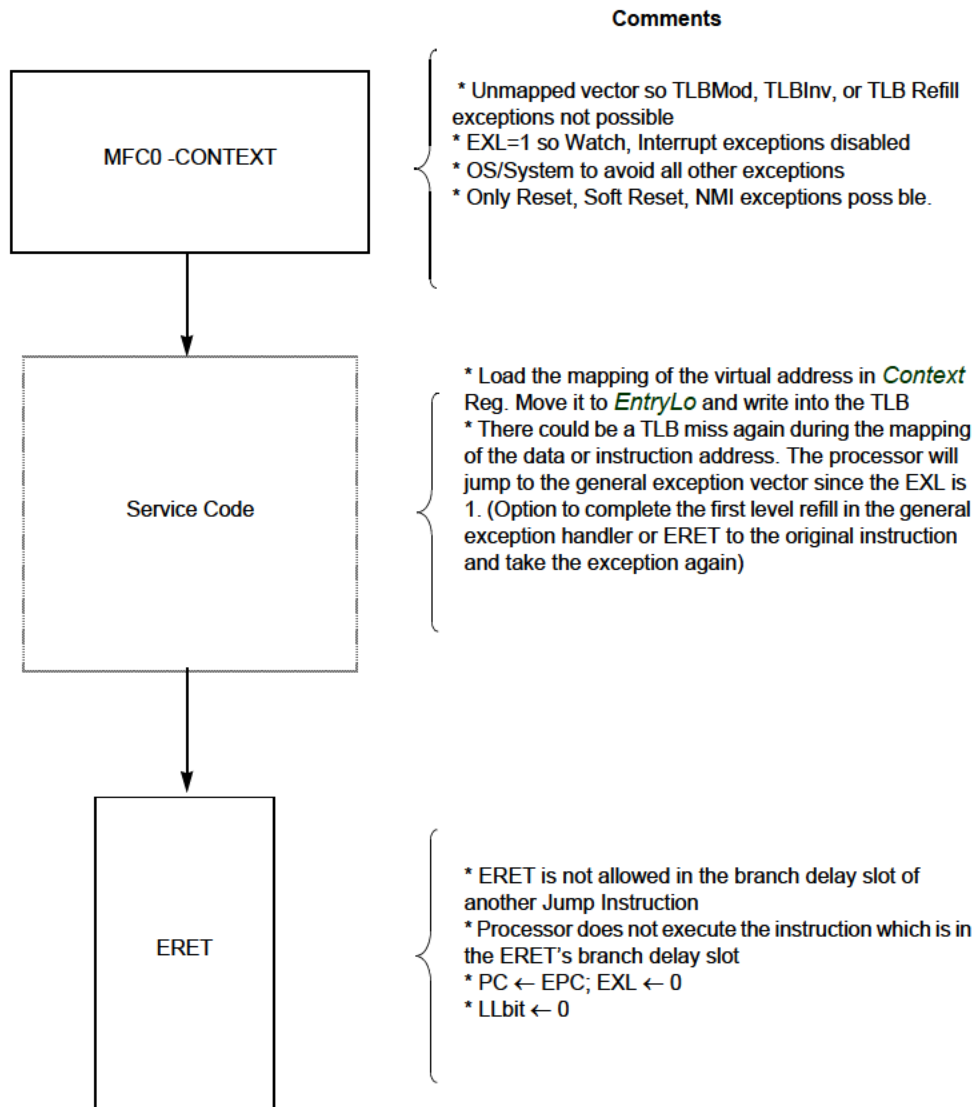 Comments
MFC0 -CONTEXT
* Unmapped vector so TLBMod, TLBInv, or TLB Refill
exceptions not possible
* EXL=1 so Watch, Interrupt exceptions disabled
* OS/System to avoid all other exceptions
* Only Reset, Soft Reset, NMI exceptions poss ble.
Service Code
* Load the mapping of the virtual address in Context
Reg. Move it to EntryLo and write into the TLB
* There could be a TLB miss again during the mapping
of the data or instruction address. The processor will
jump to the general exception vector since the EXL is
1. (Option to complete the first level refill in the general
exception handler or ERET to the original instruction
and take the exception again)
ERET
* ERET is not allowed in the branch delay slot of
another Jump Instruction
* Processor does not execute the instruction which is in
the ERET's branch delay slot
* PC ← EPC; EXL ← 0
* LLbit ← 0